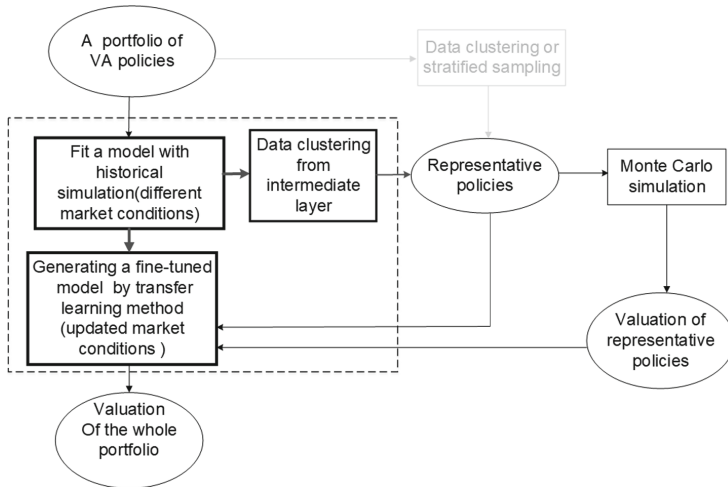 A portfolio of
VA policies
Data clustering or
stratified sampling
Fit a model with
historical
simulation(different
market conditions)
Data clustering
from
intermediate
layer
Representative
policies
Monte Carlo
simulation
Generating a fine-tuned
model by transfer
learning method
(updated market
conditions )
Valuation of
representative
policies
Valuation
Of the whole
portfolio